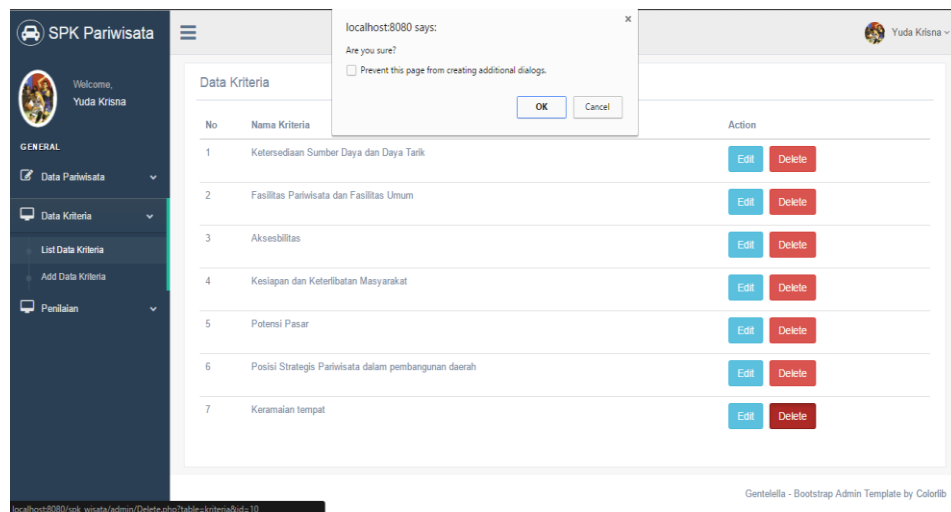 SPK Pariwisata
localhost:8080 says:
Are you sure?
Prevent this page from creating additional dialogs.
OK Cancel
x
Yuda Krisna
Welcome,
Yuda Krisna
GENERAL
Data Pariwisata
Data Kriteria
List Data Kriteria
Add Data Kriteria
Penilaian
Data Kriteria
No Nama Kriteria Action
1 Ketersediaan Sumber Daya dan Daya Tarik Edit Delete
2 Fasilitas Pariwisata dan Fasilitas Umum Edit Delete
3 Aksesbilitas Edit Delete
4 Kesiapan dan Keterlibatan Masyarakat Edit Delete
5 Potensi Pasar Edit Delete
6 Posisi Strategis Pariwisata dalam pembangunan daerah Edit Delete
7 Keramaian tempat Edit Delete
Gentelella - Bootstrap Admin Template by Colorlib
localhost:8080/spk_wisata/admin/Delete.php?table=kriteria&id=10